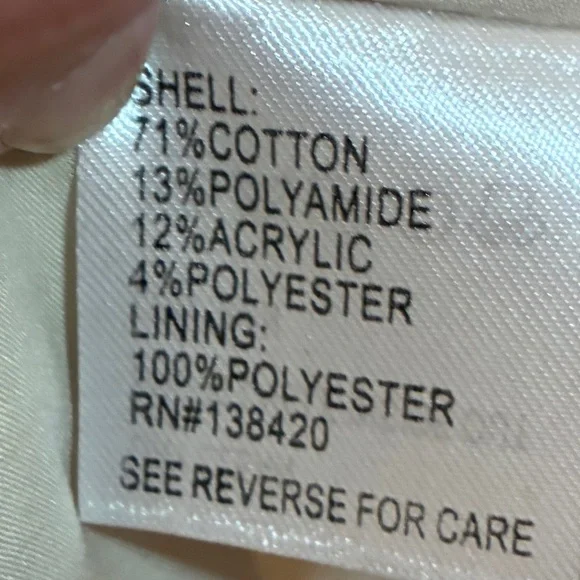 SHELL:
71%COTTON
13%POLYAMIDE
12%ACRYLIC
4%POLYESTER
LINING:
100%POLYESTER
RN#138420
SEE REVERSE FOR CARE